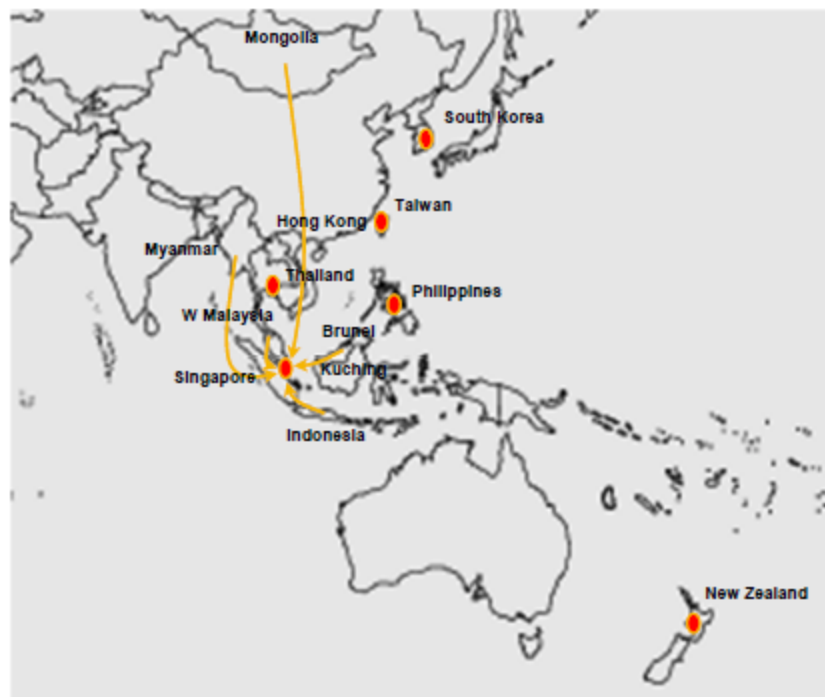 Mongolia
South Korea
Taiwan
Hong Kong
Myanmar
Thailand
Philippines
W Malaysia
Brunei
Kuching
Singapore
Indonesia
New Zealand